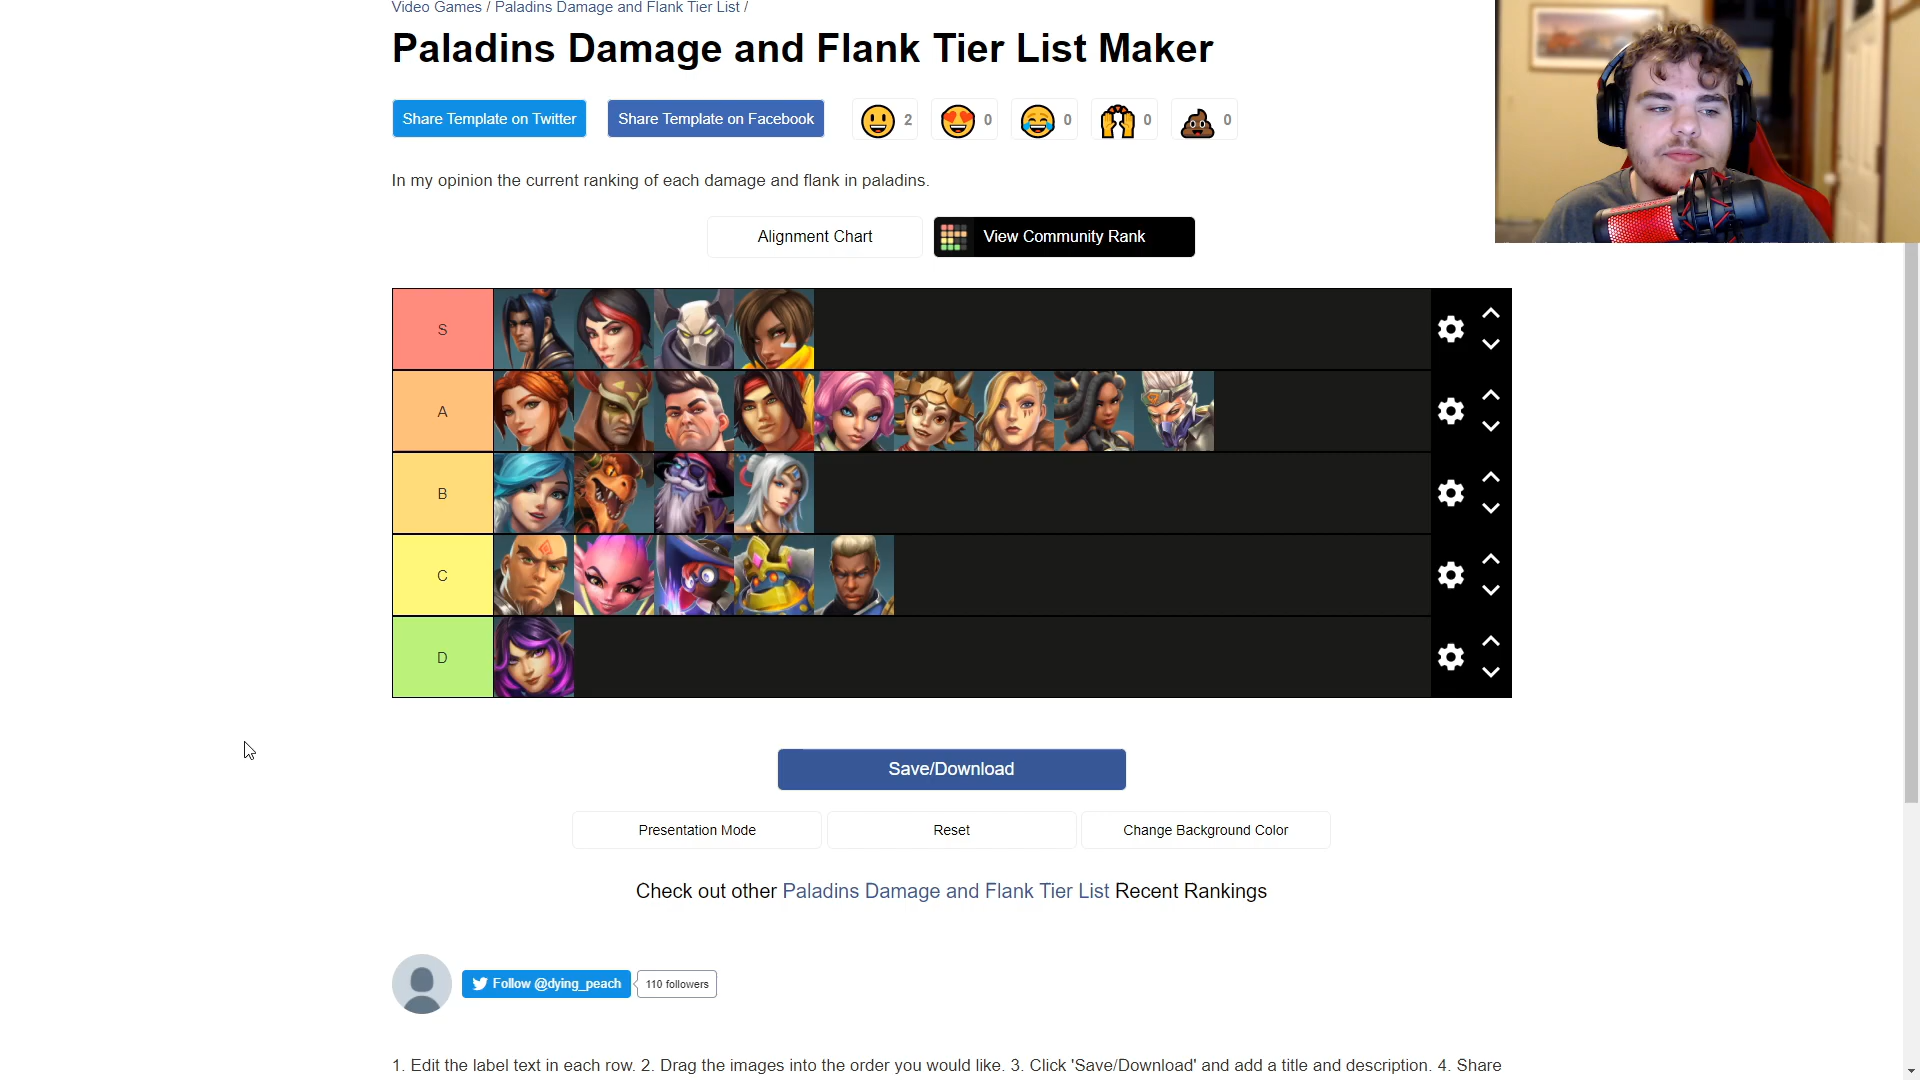 Video Games / Paladins Damage and Flank Tier List /
Paladins Damage and Flank Tier List Maker
Share Template on Twitter
Share Template on Facebook
2
0
0
0
0
In my opinion the current ranking of each damage and flank in paladins.
Alignment Chart
View Community Rank
S
A
B
C
D
Save/Download
Presentation Mode
Reset
Change Background Color
Check out other Paladins Damage and Flank Tier List Recent Rankings
Follow @dying_peach
110 followers
1. Edit the label text in each row. 2. Drag the images into the order you would like. 3. Click 'Save/Download' and add a title and description. 4. Share